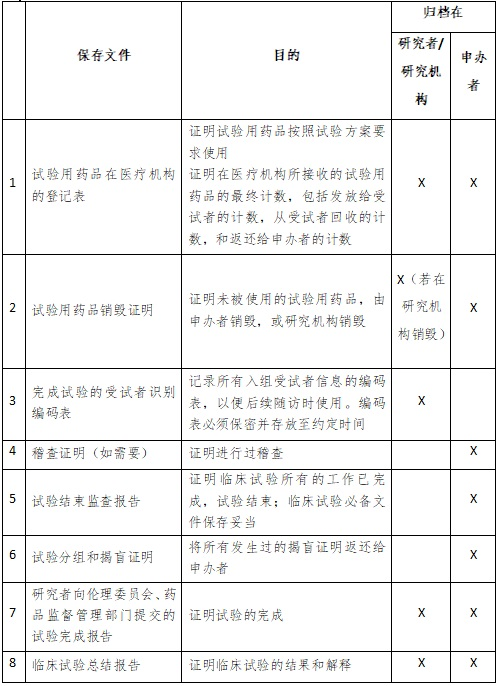 归档在
保存文件
目的
研究者/
研究机
构
申办
者
1
试验用药品在医疗机构
的登记表
证明试验用药品按照试验方案要
求使用
证明在医疗机构所接收的试验用
药品的最终计数，包括发放给受
试者的计数，从受试者回收的计
数，和返还给申办者的计数
X
X
2
试验用药品销毁证明
证明未被使用的试验用药品，由
申办者销毁，或研究机构销毁
X（若在
研究机
构销毁）
X
3
完成试验的受试者识别
编码表
记录所有入组受试者信息的编码
表，以便后续随访时使用。编码
表必须保密并存放至约定时间
X
4
稽查证明（如需要）
证明进行过稽查
X
5
试验结束监查报告
证明临床试验所有的工作已完
成，试验结束；临床试验必备文
件保存妥当
X
6
试验分组和揭盲证明
将所有发生过的揭盲证明返还给
申办者
X
7
研究者向伦理委员会、药
品监督管理部门提交的
试验完成报告
证明试验的完成
X
X
8
临床试验总结报告
证明临床试验的结果和解释
X
X